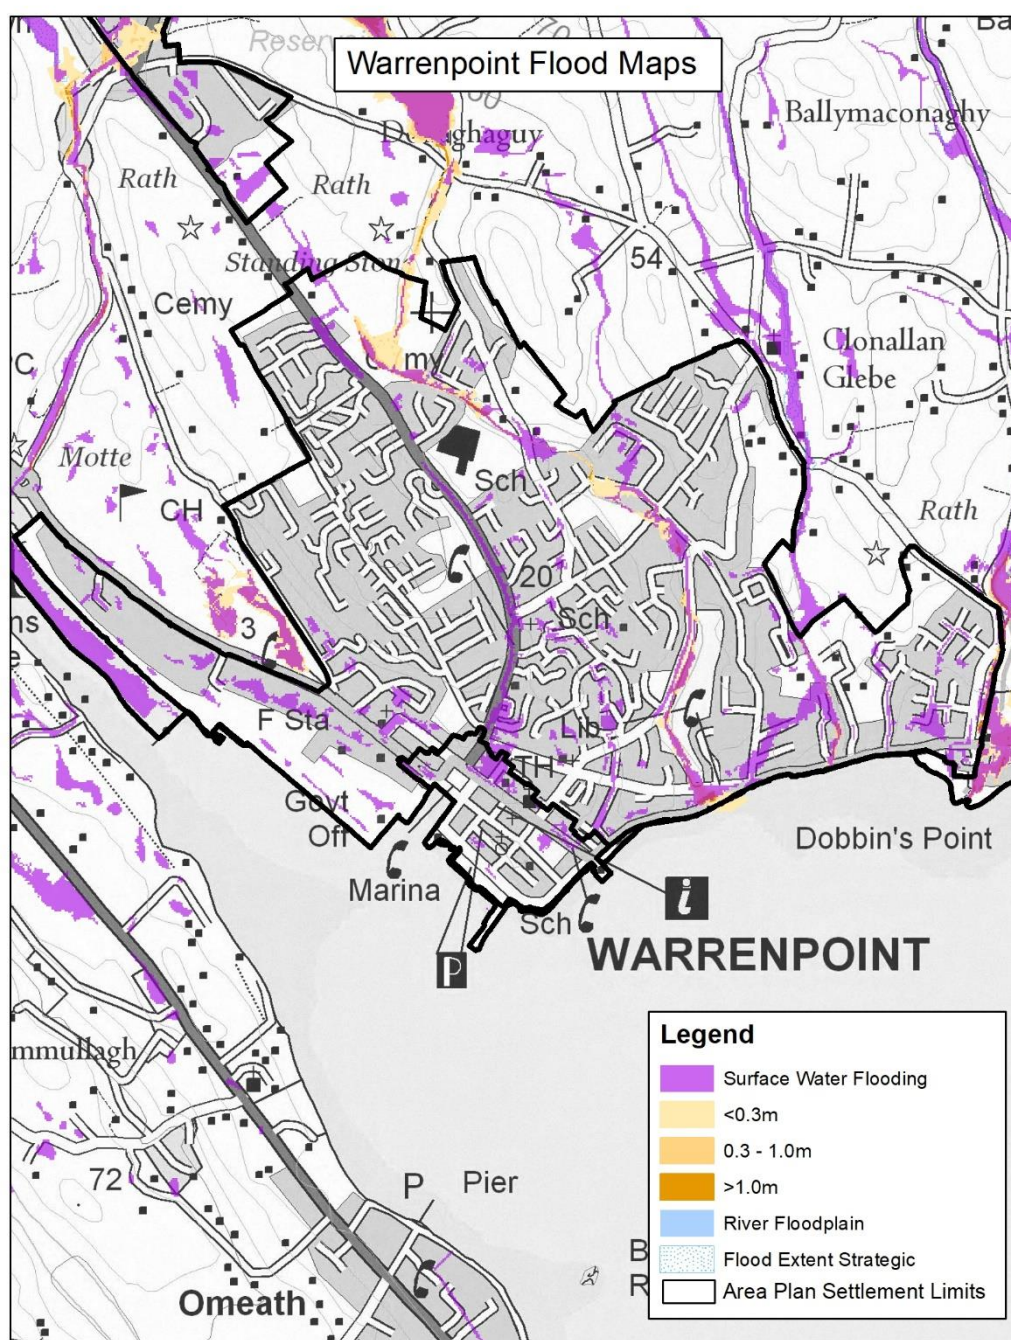 Warrenpoint Flood Maps
Ballymaconaghy
Rath
Rath
54
Cemy
Clonallan
Glebe
Motte
CH
Sch
Rath
20
Sch
3
F Sta
Lib
TH
Govt
Off
Dobbin's Point
Marina
i
Sch
P
WARRENPOINT
Legend
Surface Water Flooding
<0.3m
0.3 - 1.0m
>1.0m
River Floodplain
Flood Extent Strategic
Area Plan Settlement Limits
72
P
Pier
Omeath